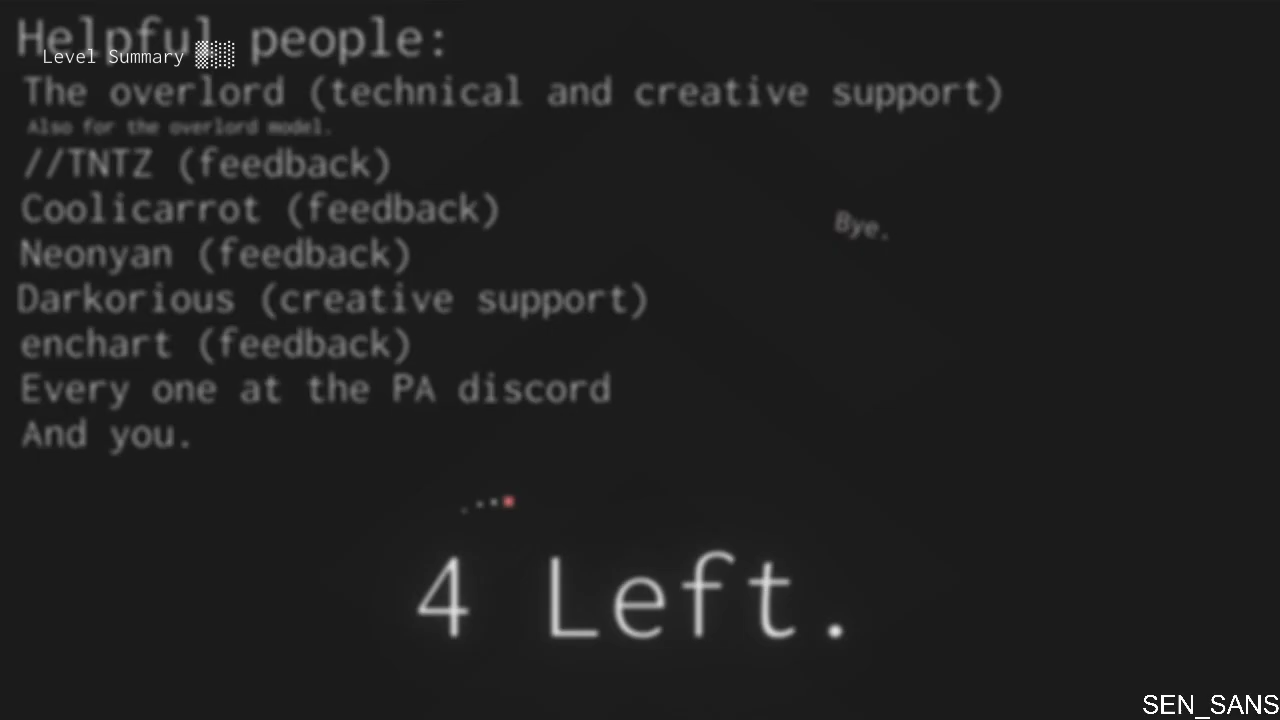 Helpful people:
Level Summary ▓▒░
The overlord (technical and creative support)
Also for the overlord model.
//TNTZ (feedback)
Coolicarrot (feedback)
Bye.
Neonyan (feedback)
Darkorious (creative support)
enchart (feedback)
Every one at the PA discord
And you.
4 Left.
SEN_SANS